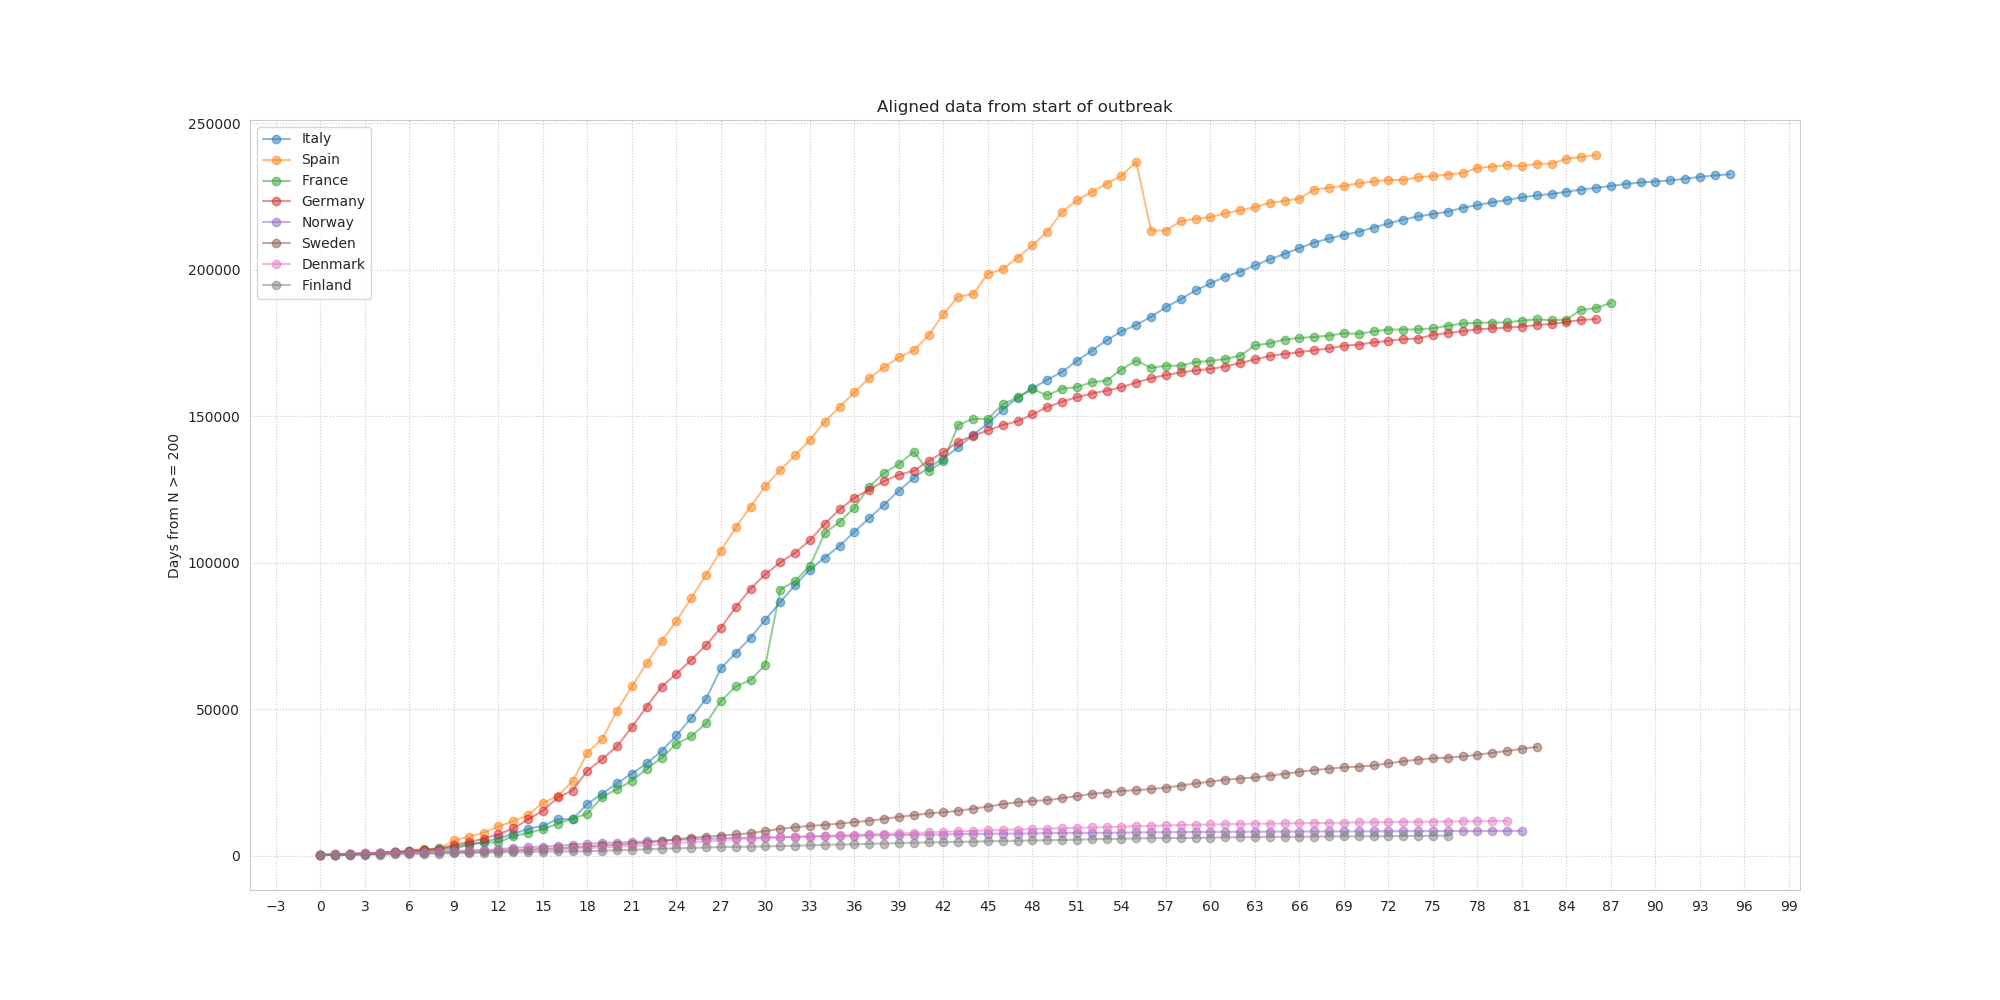 Aligned data from start of outbreak
250000
200000
150000
100000
50000
0
Days from N >= 200
Italy
Spain
France
Germany
Norway
Sweden
Denmark
Finland
−3 0 3 6 9 12 15 18 21 24 27 30 33 36 39 42 45 48 51 54 57 60 63 66 69 72 75 78 81 84 87 90 93 96 99